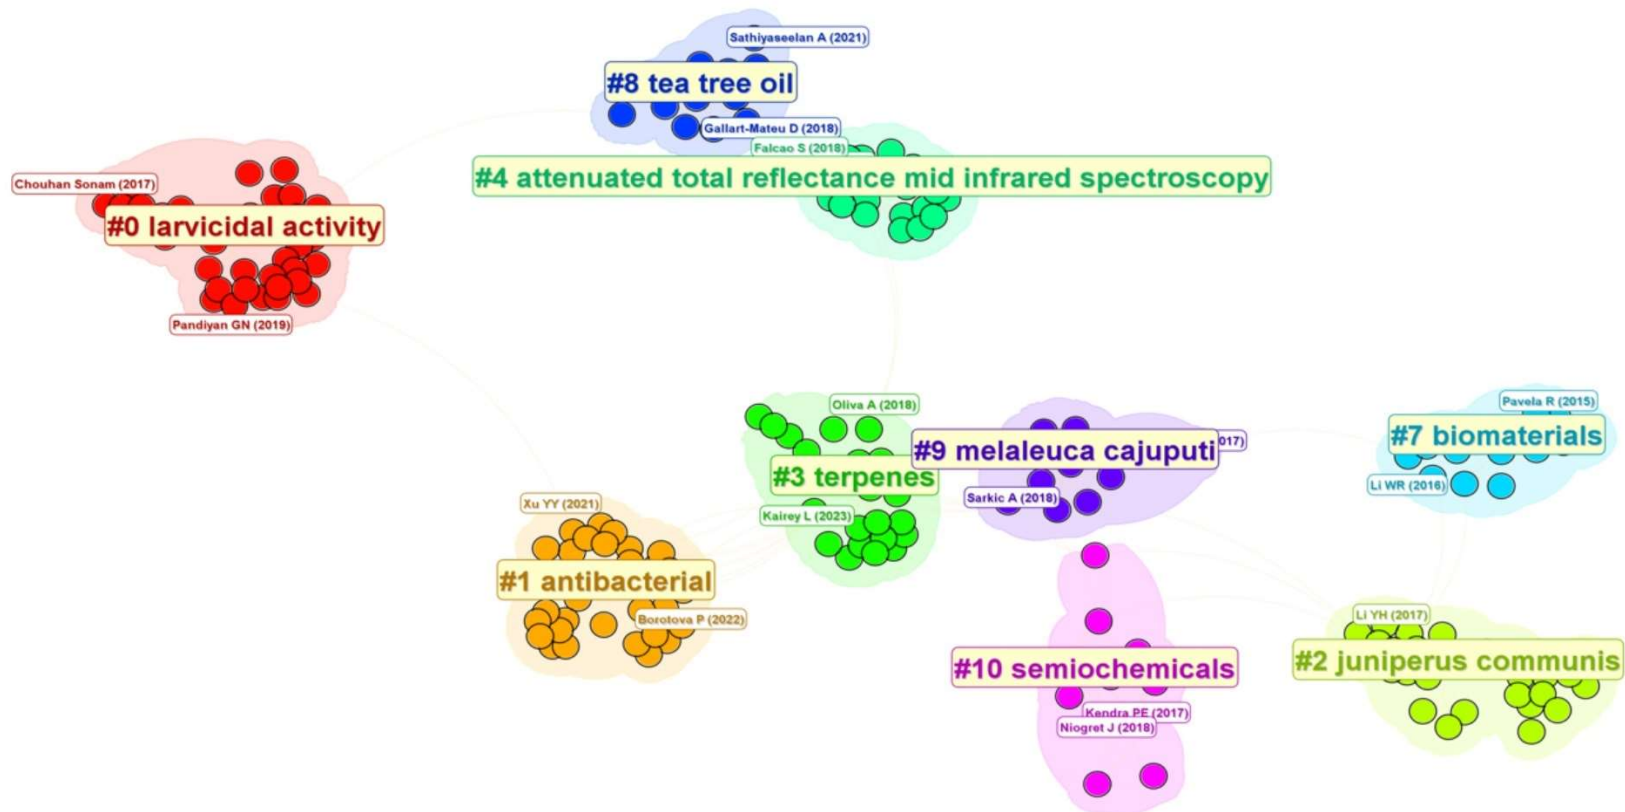 Sathiyaseelan A (2021)
#8 tea tree oil
Gallart-Mateu D (2018)
Falcao S (2018)
#4 attenuated total reflectance mid infrared spectroscopy
Chouhan Sonam (2017)
#0 larvicidal activity
Pandiyan GN (2019)
Oliva A (2018)
#3 terpenes
Kairey L (2023)
#9 melaleuca cajuputi
017)
Sarkic A (2018)
Pavela R (2015)
#7 biomaterials
Li WR (2016)
Xu YY (2021)
#1 antibacterial
Borotova P (2022)
#10 semiochemicals
Kendra PE (2017)
Niogret J (2018)
Li YH (2017)
#2 juniperus communis